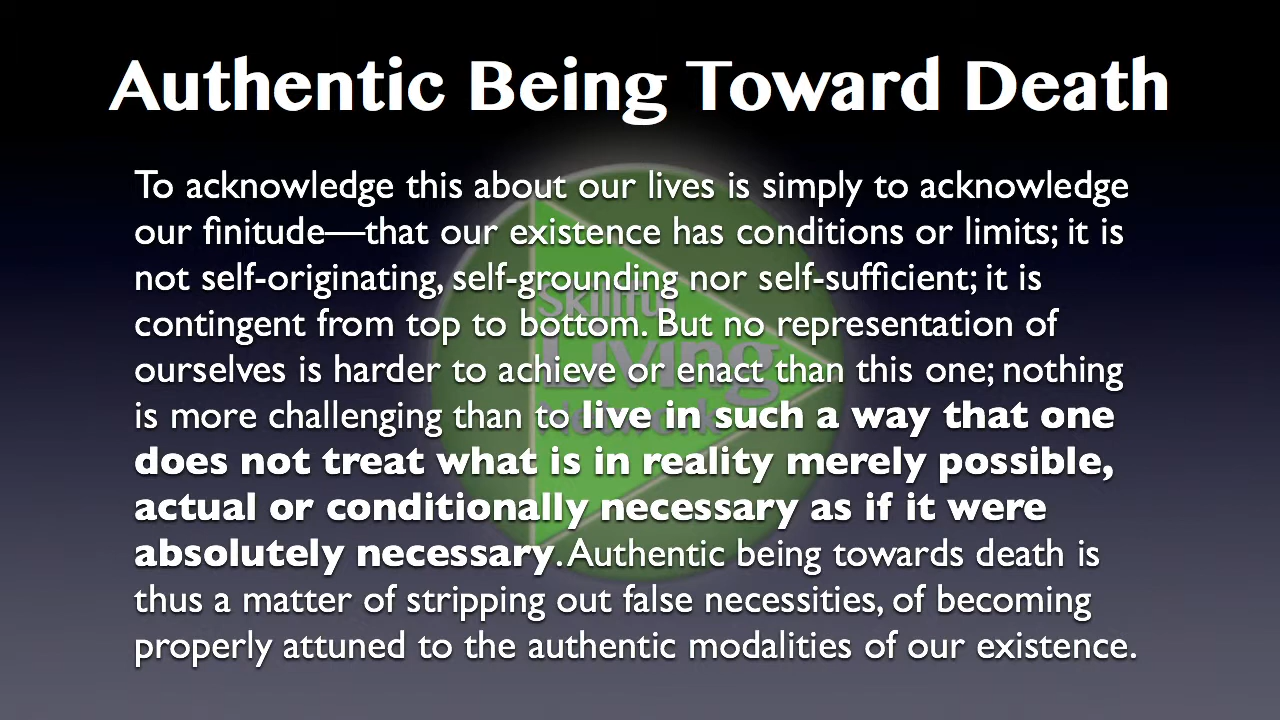 Authentic Being Toward Death
To acknowledge this about our lives is simply to acknowledge
our finitude—that our existence has conditions or limits; it is
not self-originating, self-grounding nor self-sufficient; it is
contingent from top to bottom. But no representation of
ourselves is harder to achieve or enact than this one; nothing
is more challenging than to live in such a way that one
does not treat what is in reality merely possible,
actual or conditionally necessary as if it were
absolutely necessary. Authentic being towards death is
thus a matter of stripping out false necessities, of becoming
properly attuned to the authentic modalities of our existence.
Skillful
Living
Network